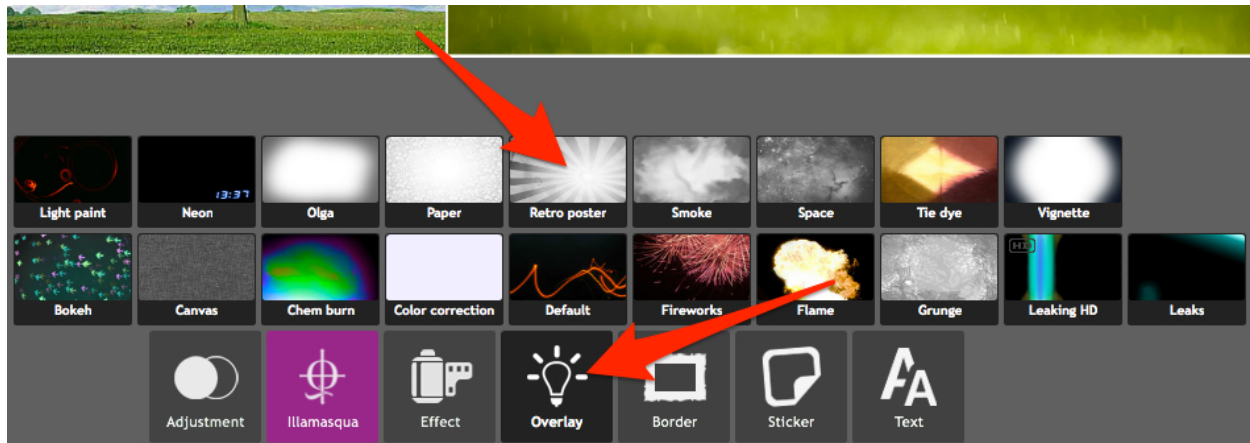 13:37
Light paint
Neon
Olga
Paper
Retro poster
Smoke
Space
Tie dye
Vignette
HD
Bokeh
Canvas
Chem burn
Color correction
Default
Fireworks
Flame
Grunge
Leaking HD
Leaks
AA
Adjustment
Illamasqua
Effect
Overlay
Border
Sticker
Text